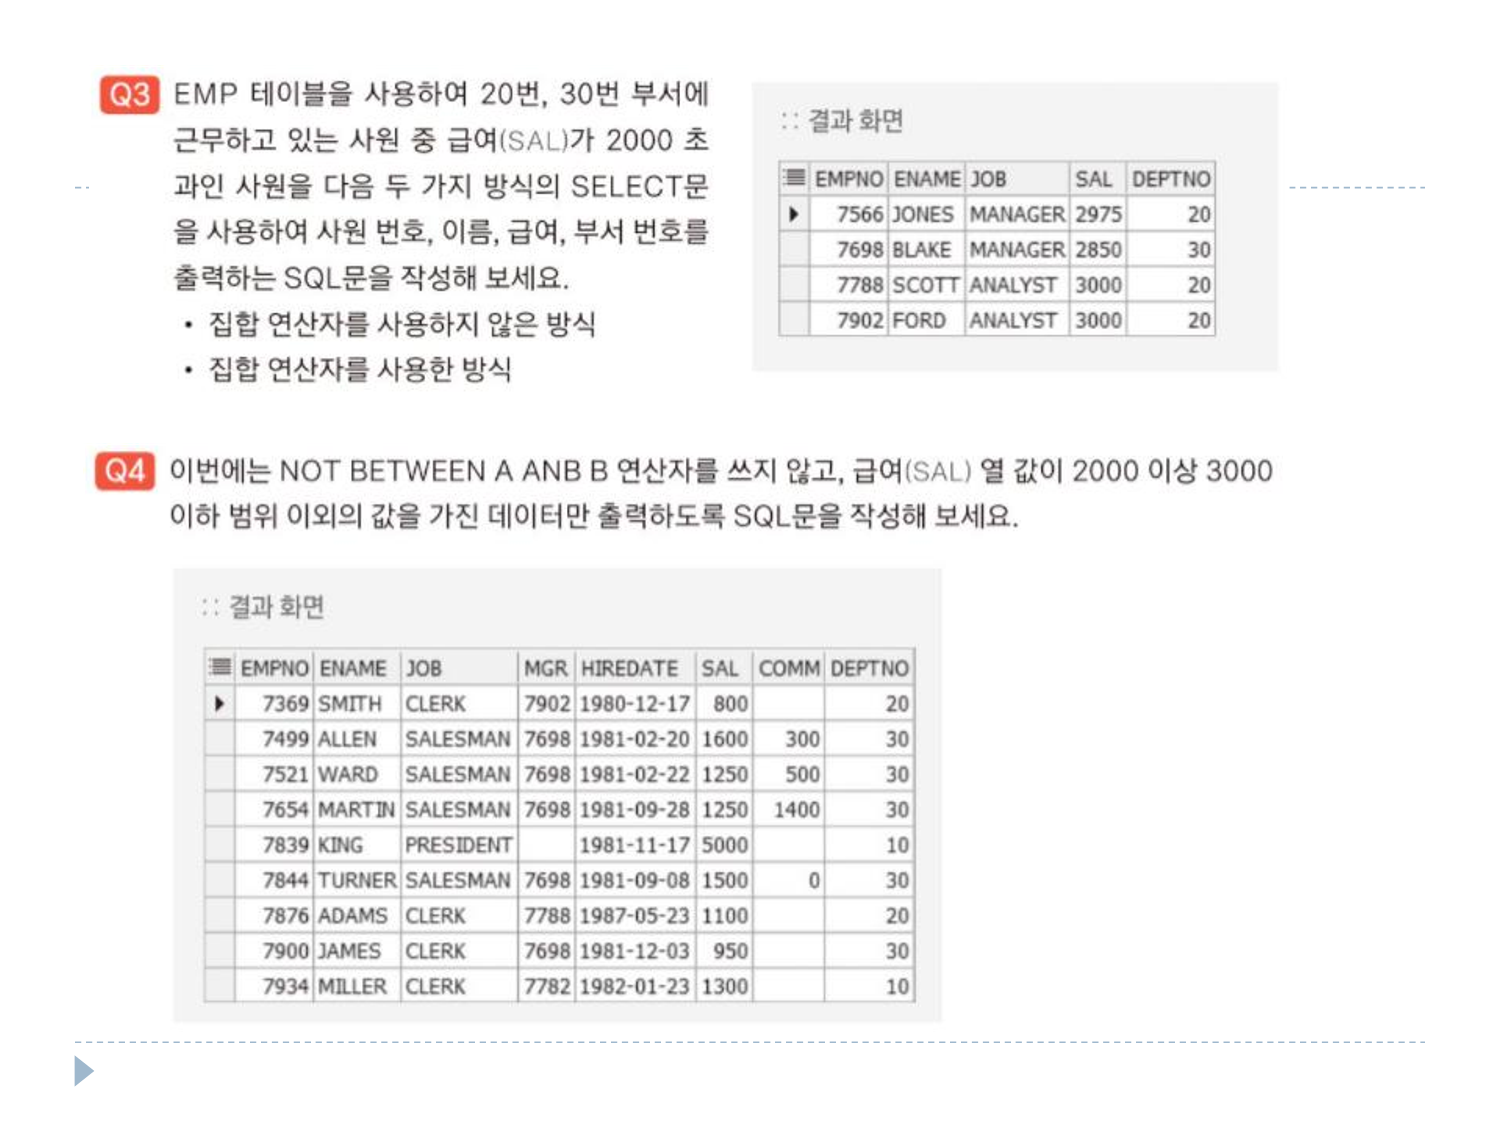 Q3 EMP 테이블을 사용하여 20번, 30번 부서에
근무하고 있는 사원 중 급여(SAL)가 2000 초
과인 사원을 다음 두 가지 방식의 SELECT문
을 사용하여 사원 번호, 이름, 급여, 부서 번호를
출력하는 SQL문을 작성해 보세요.
• 집합 연산자를 사용하지 않은 방식
• 집합 연산자를 사용한 방식
:: 결과 화면
EMPNO ENAME JOB SAL DEPTNO
7566 JONES MANAGER 2975 20
7698 BLAKE MANAGER 2850 30
7788 SCOTT ANALYST 3000 20
7902 FORD ANALYST 3000 20
Q4 이번에는 NOT BETWEEN A ANB B 연산자를 쓰지 않고, 급여(SAL) 열 값이 2000 이상 3000
이하 범위 이외의 값을 가진 데이터만 출력하도록 SQL문을 작성해 보세요.
:: 결과 화면
EMPNO ENAME JOB MGR HIREDATE SAL COMM DEPTNO
7369 SMITH CLERK 7902 1980-12-17 800 20
7499 ALLEN SALESMAN 7698 1981-02-20 1600 300 30
7521 WARD SALESMAN 7698 1981-02-22 1250 500 30
7654 MARTIN SALESMAN 7698 1981-09-28 1250 1400 30
7839 KING PRESIDENT 1981-11-17 5000 10
7844 TURNER SALESMAN 7698 1981-09-08 1500 0 30
7876 ADAMS CLERK 7788 1987-05-23 1100 20
7900 JAMES CLERK 7698 1981-12-03 950 30
7934 MILLER CLERK 7782 1982-01-23 1300 10